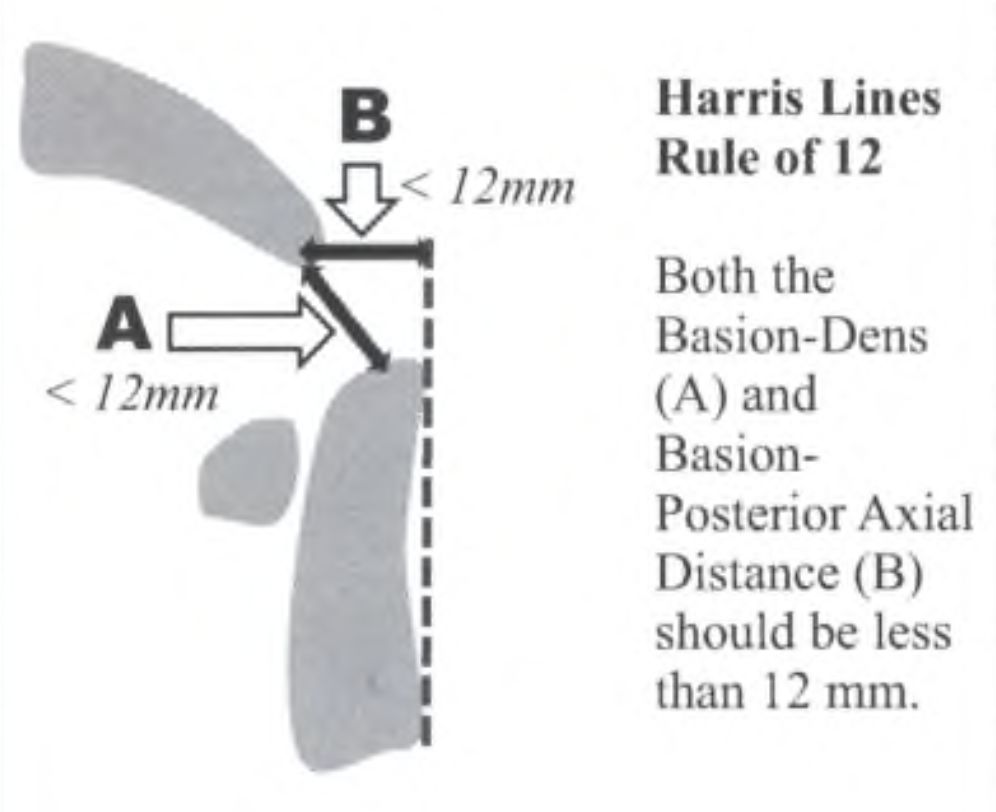 B
< 12mm
A
< 12mm
Harris Lines
Rule of 12
Both the
Basion-Dens
(A) and
Basion-
Posterior Axial
Distance (B)
should be less
than 12 mm.